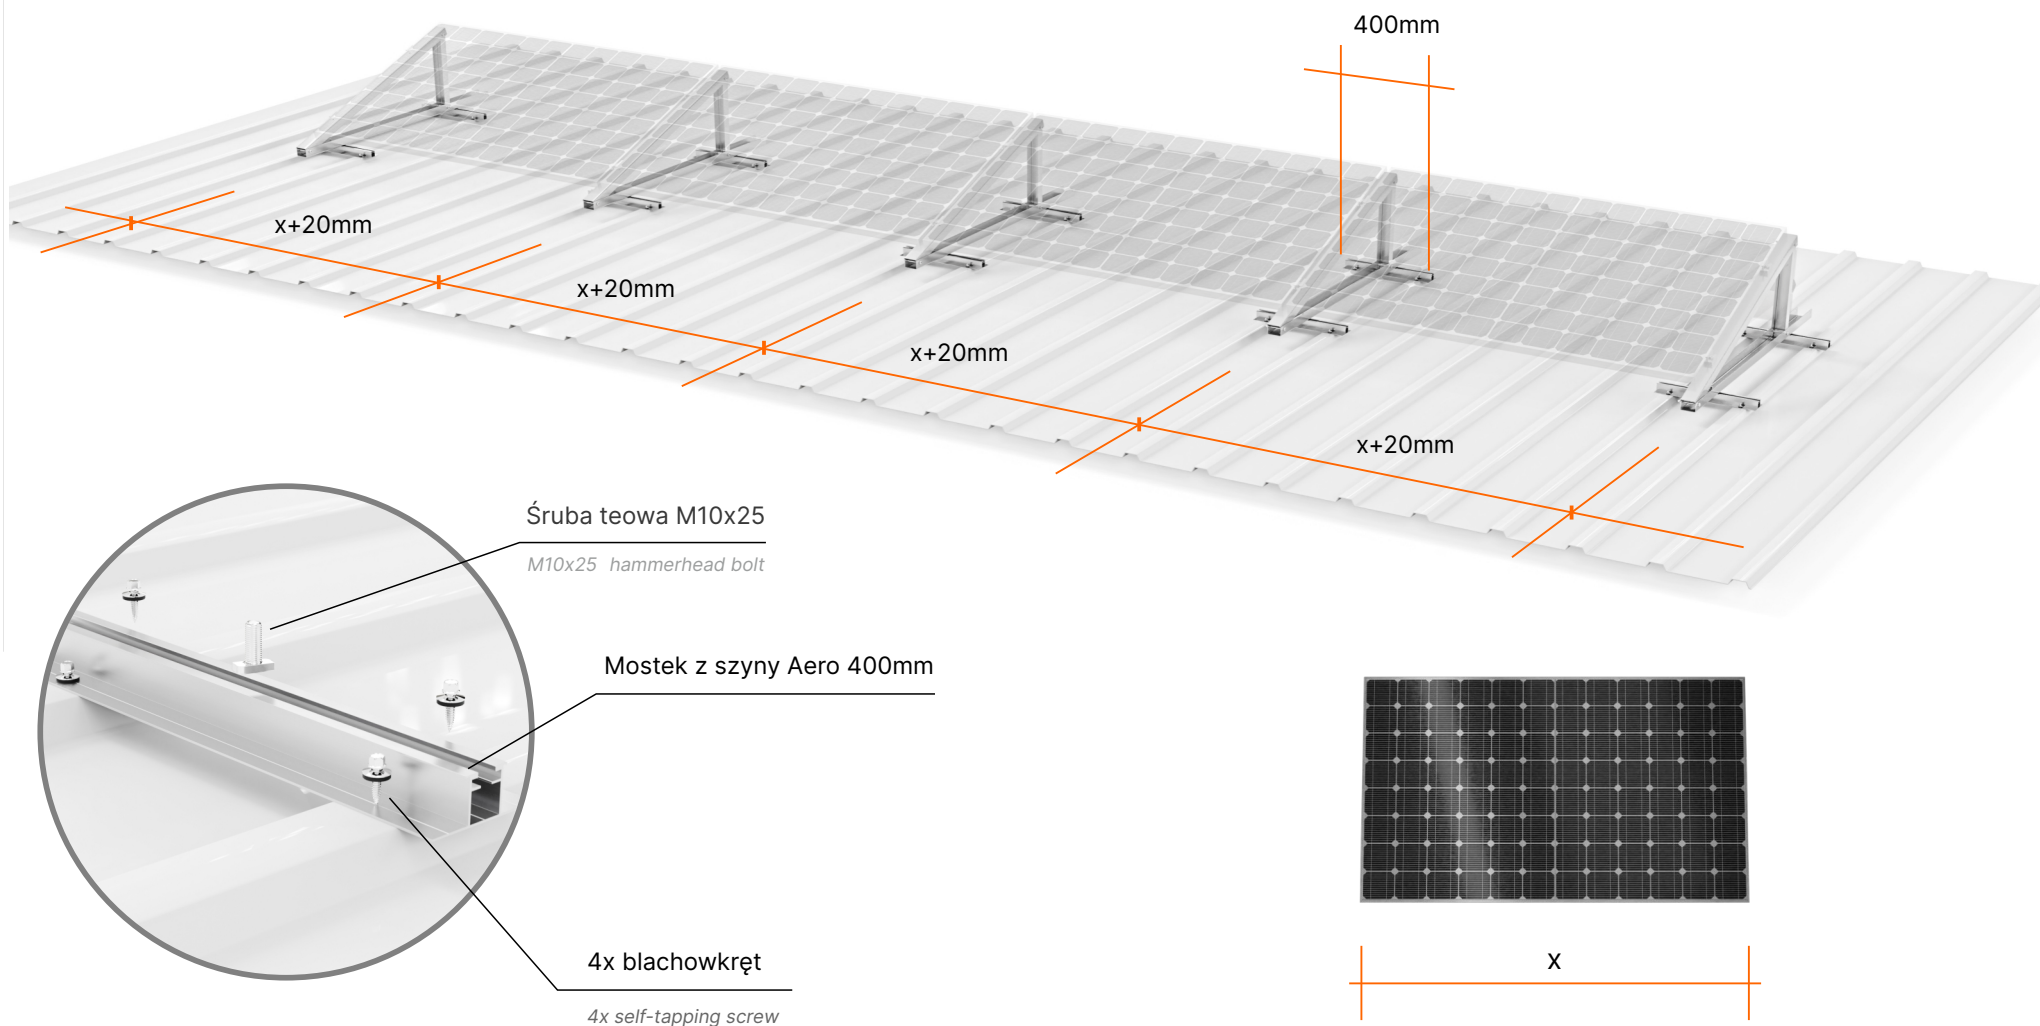 400mm
x+20mm
x+20mm
x+20mm
x+20mm
Śruba teowa M10x25
M10x25 hammerhead bolt
Mostek z szyny Aero 400mm
4x blachowkręt
4x self-tapping screw
x